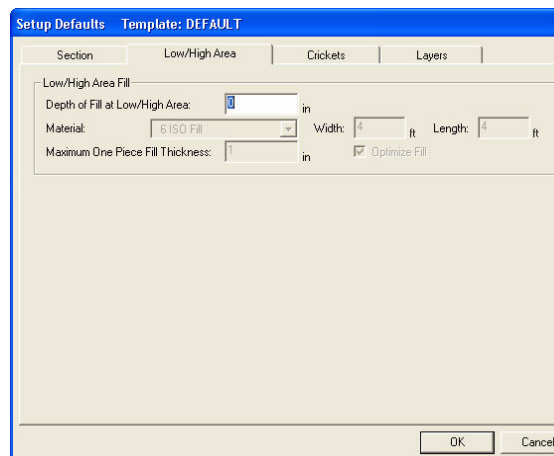 Setup Defaults Template: DEFAULT
Section Low/High Area Crickets Layers
Low/High Area Fill
Depth of Fill at Low/High Area: 0 in
Material: 6 ISO Fill Width: 4 ft Length: 4 ft
Maximum One Piece Fill Thickness: 1 in Optimize Fill
OK Cancel